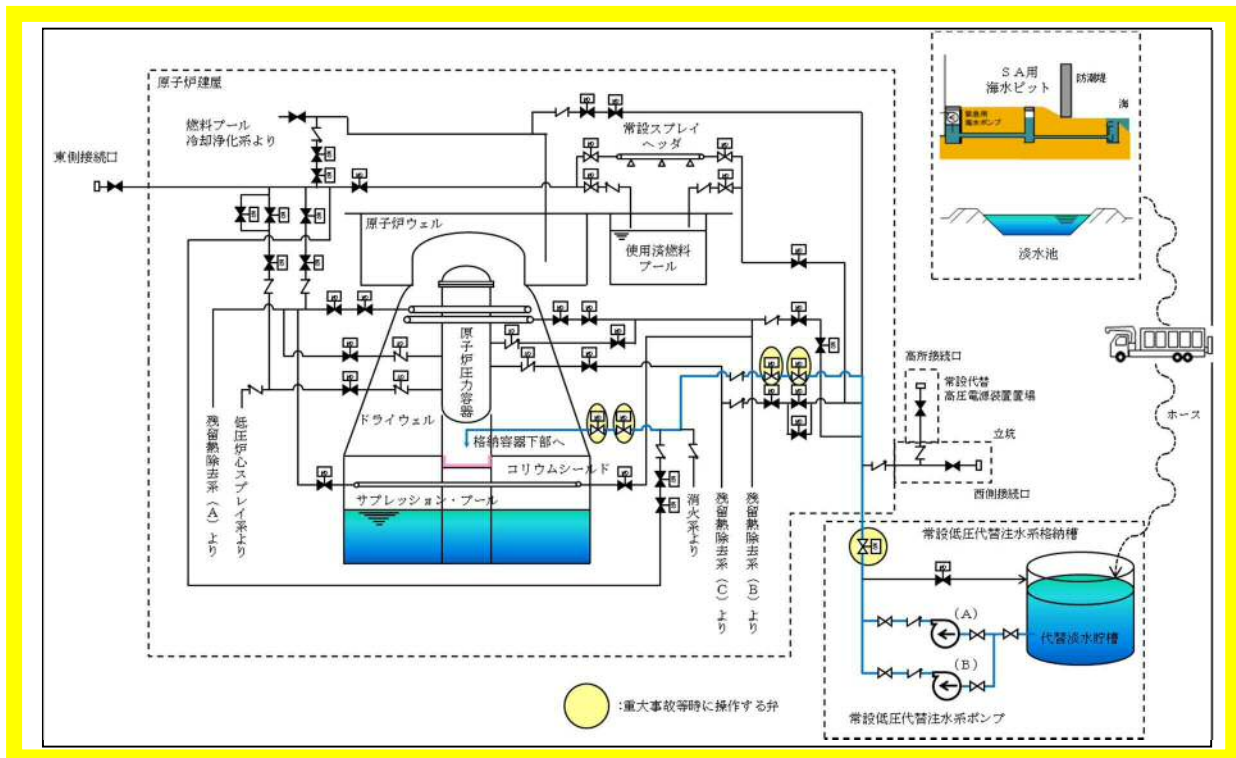 原子炉建屋
燃料プール
冷却浄化系より
東側接続口
常設スプレイ
ヘッダ
SA用
海水ピット
防潮堤
海
緊急用
海水ポンプ
淡水池
原子炉ウェル
使用済燃料
プール
原子炉圧力容器
ドライウェル
格納容器下部へ
コリウムシールド
サプレッション・プール
残留熱除去系(A)より
低圧炉心スプレイ系より
消火系より
残留熱除去系(C)より
残留熱除去系(B)より
高所接続口
常設代替
高圧電源装置置場
立坑
西側接続口
ホース
常設低圧代替注水系格納槽
(A)
(B)
代替淡水貯槽
常設低圧代替注水系ポンプ
:重大事故等時に操作する弁